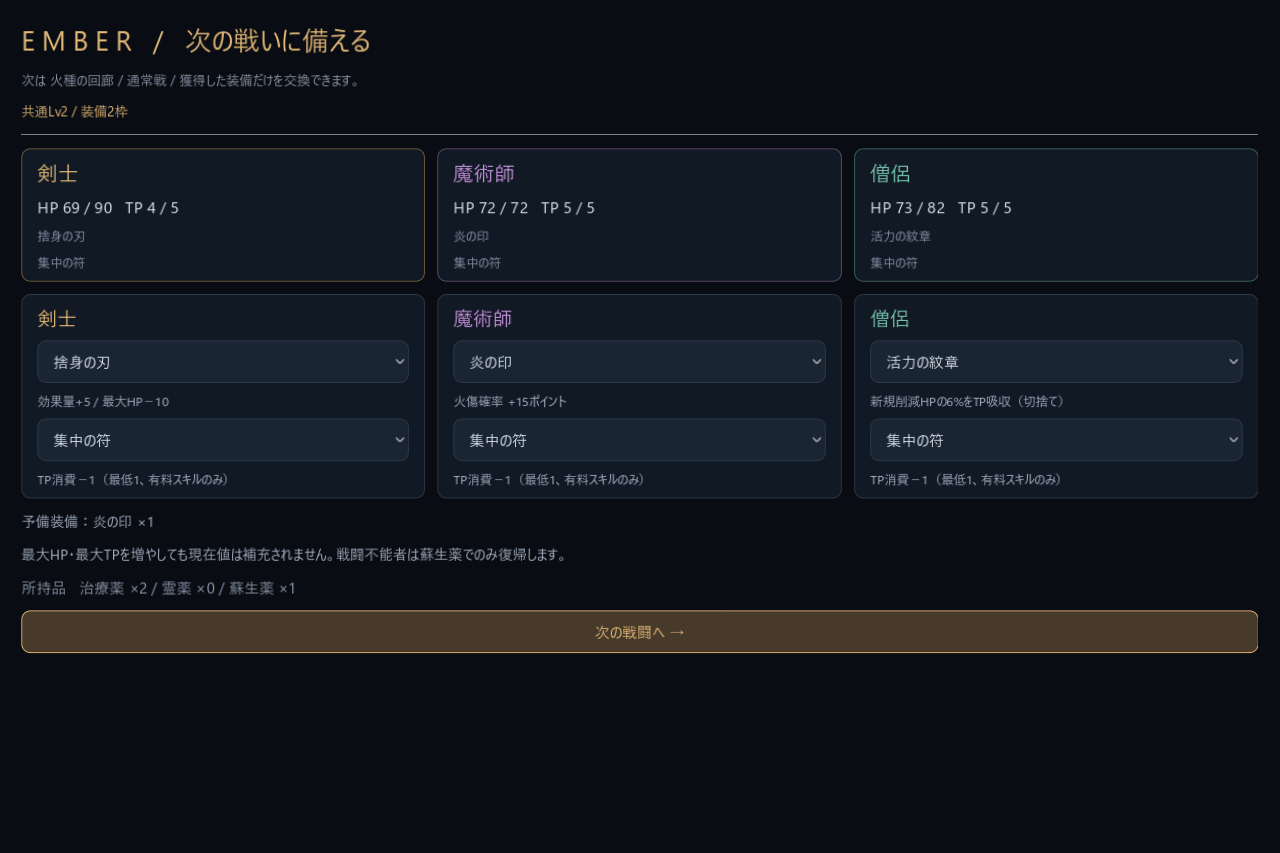 EMBER / 次の戦いに備える
次は 火種の回廊 / 通常戦 / 獲得した装備だけを交換できます。
共通Lv2 / 装備2枠
剣士
HP 69 / 90 TP 4 / 5
捨身の刃
集中の符
魔術師
HP 72 / 72 TP 5 / 5
炎の印
集中の符
僧侶
HP 73 / 82 TP 5 / 5
活力の紋章
集中の符
剣士
捨身の刃
効果量+5 / 最大HP−10
集中の符
TP消費−1（最低1、有料スキルのみ）
魔術師
炎の印
火傷確率 +15ポイント
集中の符
TP消費−1（最低1、有料スキルのみ）
僧侶
活力の紋章
新規削減HPの6%をTP吸収（切捨て）
集中の符
TP消費−1（最低1、有料スキルのみ）
予備装備：炎の印 ×1
最大HP・最大TPを増やしても現在値は補充されません。戦闘不能者は蘇生薬でのみ復帰します。
所持品 治療薬 ×2 / 霊薬 ×0 / 蘇生薬 ×1
次の戦闘へ →